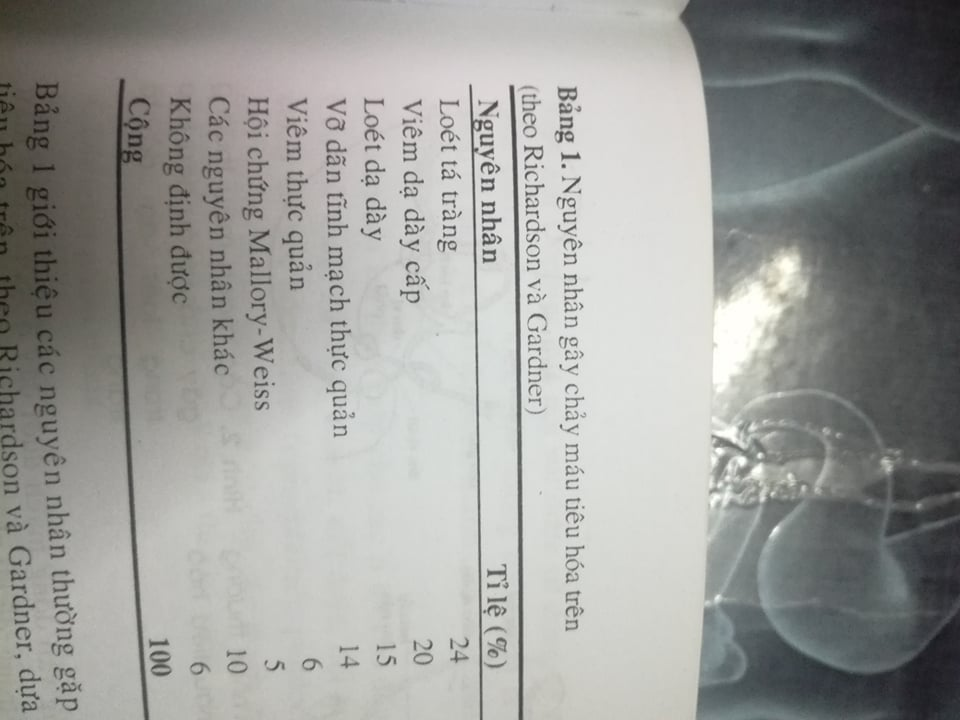 Bảng 1. Nguyên nhân gây chảy máu tiêu hóa trên
(theo Richardson và Gardner)
Nguyên nhân Tỉ lệ (%)
Loét tá tràng 24
Viêm dạ dày cấp 20
Loét dạ dày 15
Vỡ dãn tĩnh mạch thực quản 14
Viêm thực quản 6
Hội chứng Mallory-Weiss 5
Các nguyên nhân khác 10
Không định được 6
Cộng 100
Bảng 1 giới thiệu các nguyên nhân thường gặp
tiêu hóa trên, theo Richardson và Gardner, dựa